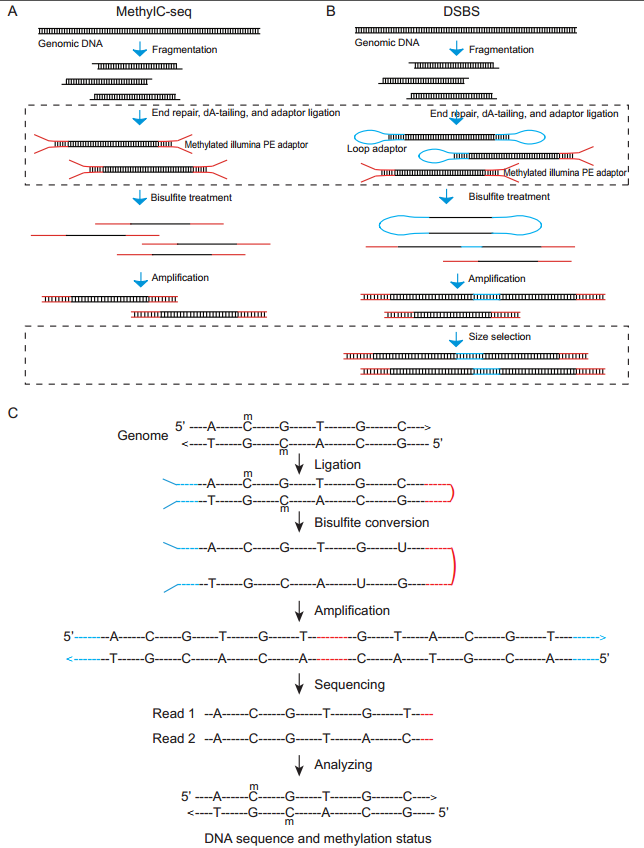 A MethylC-seq
Genomic DNA
Fragmentation
End repair, dA-tailing, and adaptor ligation
Methylated illumina PE adaptor
Bisulfite treatment
Amplification
B DSBS
Genomic DNA
Fragmentation
End repair, dA-tailing, and adaptor ligation
Loop adaptor
Methylated illumina PE adaptor
Bisulfite treatment
Amplification
Size selection
C
m
Genome 5’ ----A------C------G------T-------G------C---->
<----T------G------C------A------C------G----- 5’
m
Ligation
m
------A------C------G------T------G------C------
------T------G------C------A------C------G------
m
Bisulfite conversion
------A------C------G------T------G------U------
------T------G------C------A------U------G------
Amplification
5’--------A------C------G------T------G------T---------G------T------A------C------G------T-------->
<--------T------G------C------A------C------A---------C------A------T------G------C------A--------5’
Sequencing
Read 1 --A------C------G------T------G------T-----
Read 2 --A------C------G------T------A------C-----
Analyzing
m
5’ ----A------C------G------T-------G------C---->
<----T------G------C------A------C------G----- 5’
m
DNA sequence and methylation status